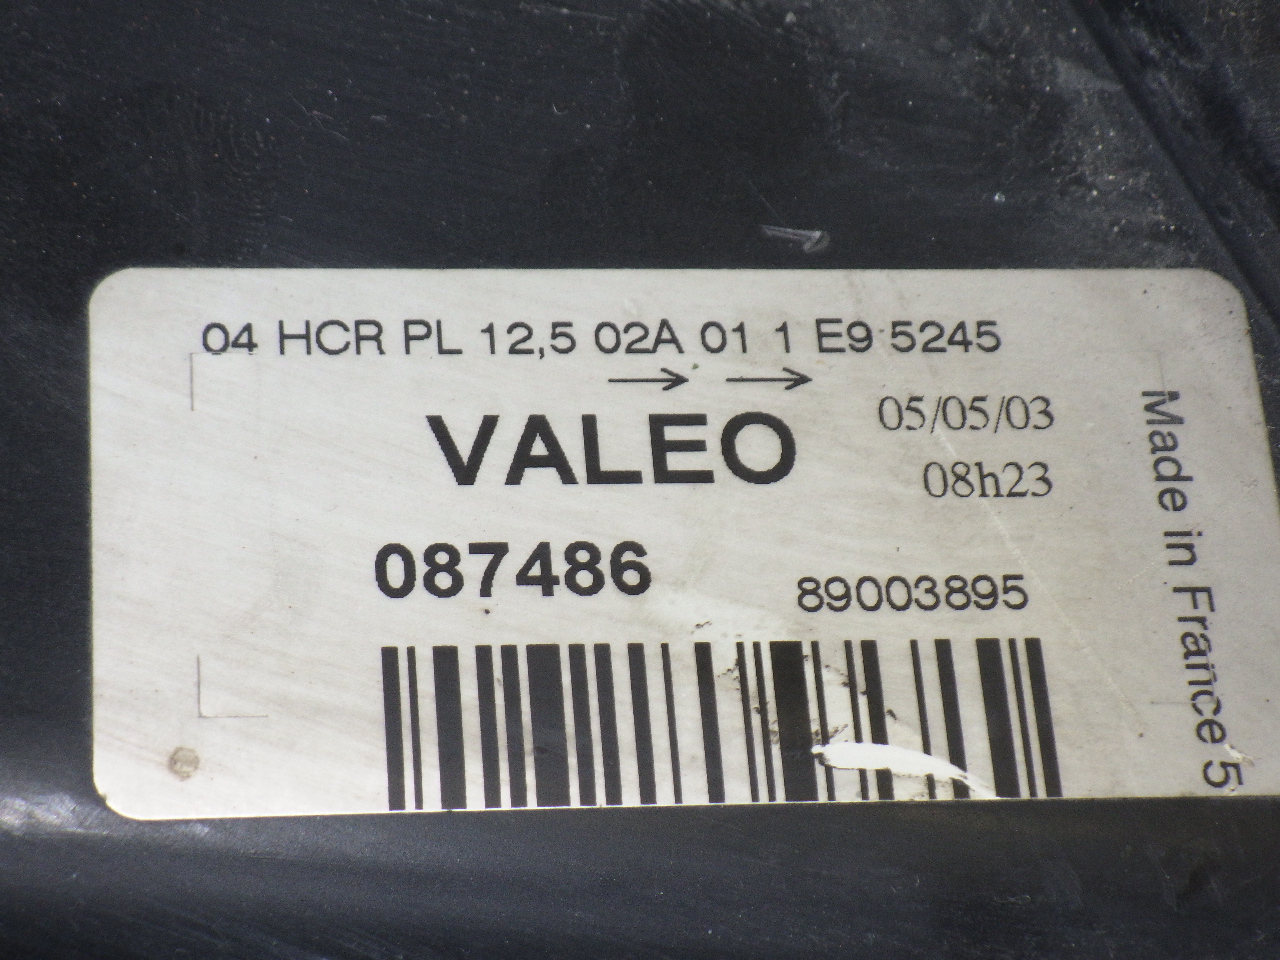 04 HCR PL 12,5 02A 01 1 E9 5245
→ →
VALEO
05/05/03
08h23
087486
89003895
Made in France 5